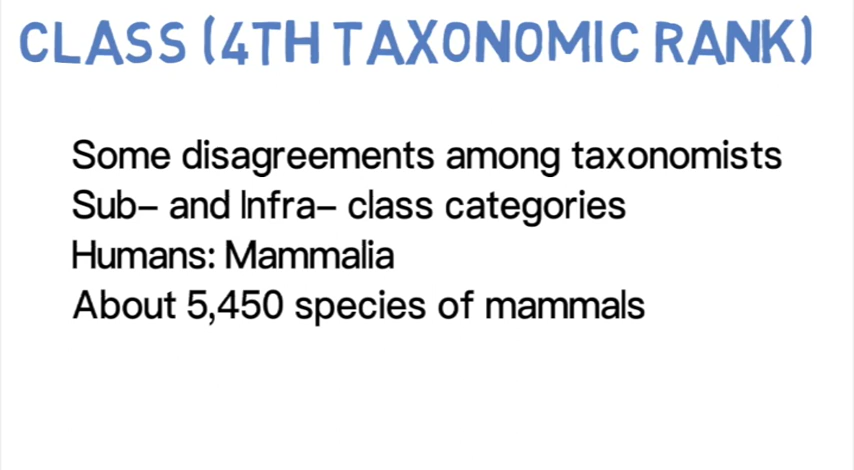 CLASS (4TH TAXONOMIC RANK)
Some disagreements among taxonomists
Sub– and Infra– class categories
Humans: Mammalia
About 5,450 species of mammals